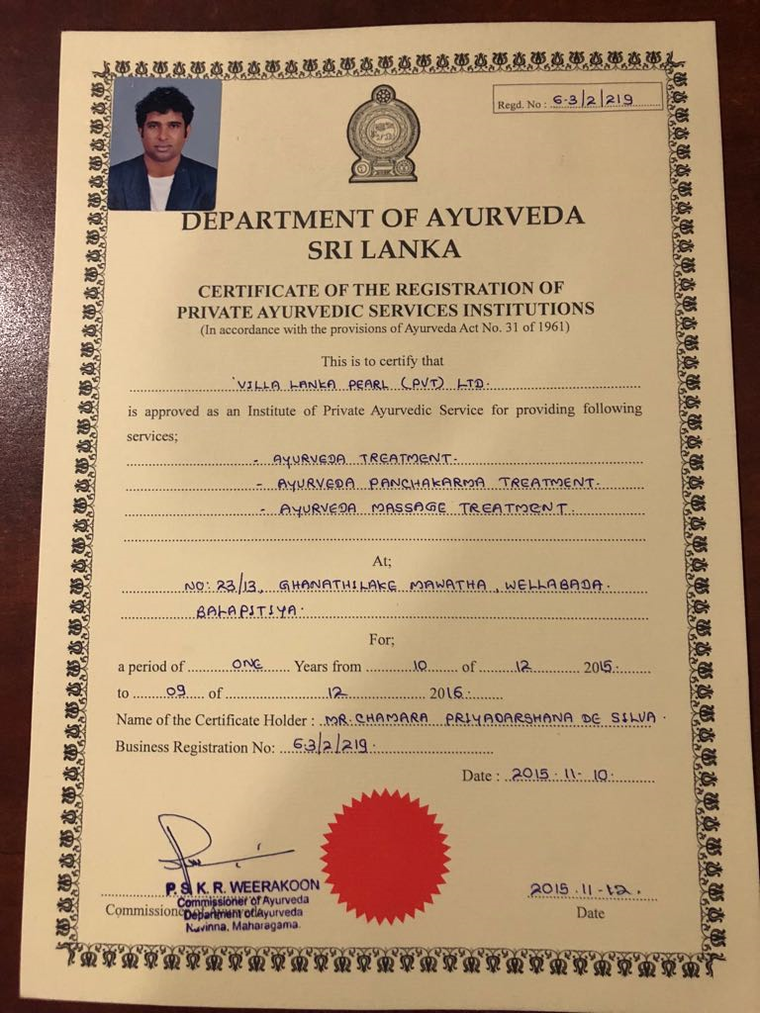 Regd. No : 6-3/2/219
DEPARTMENT OF AYURVEDA
SRI LANKA
CERTIFICATE OF THE REGISTRATION OF
PRIVATE AYURVEDIC SERVICES INSTITUTIONS
(In accordance with the provisions of Ayurveda Act No. 31 of 1961)
This is to certify that
VILLA LANKA PEARL (PVT) LTD.
is approved as an Institute of Private Ayurvedic Service for providing following
services;
- AYURVEDA TREATMENT.
- AYURVEDA PANCHAKARMA TREATMENT.
- AYURVEDA MASSAGE TREATMENT.
At;
NO: 23/13, GHANATHILAKE MAWATHA, WELLABADA.
BALAPITIYA.
For;
a period of ONE Years from 10 of 12 2015.
to 09 of 12 2016.
Name of the Certificate Holder : MR. CHAMARA PRIYADARSHANA DE SILVA.
Business Registration No: 6-3/2/219.
Date : 2015. 11- 10.
P. S. K. R. WEERAKOON
Commissioner of Ayurveda
Department of Ayurveda
Navinna, Maharagama.
2015. 11-12.
Date